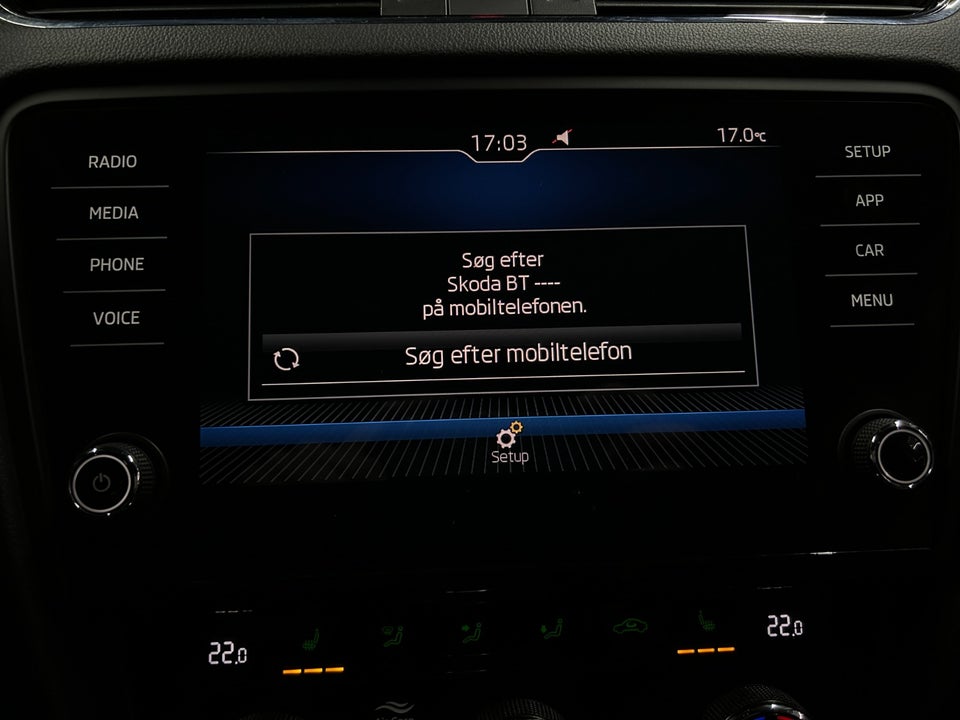 17:03
17.0°C
RADIO
MEDIA
PHONE
VOICE
SETUP
APP
CAR
MENU
Søg efter
Skoda BT ----
på mobiltelefonen.
Søg efter mobiltelefon
Setup
22.0
22.0